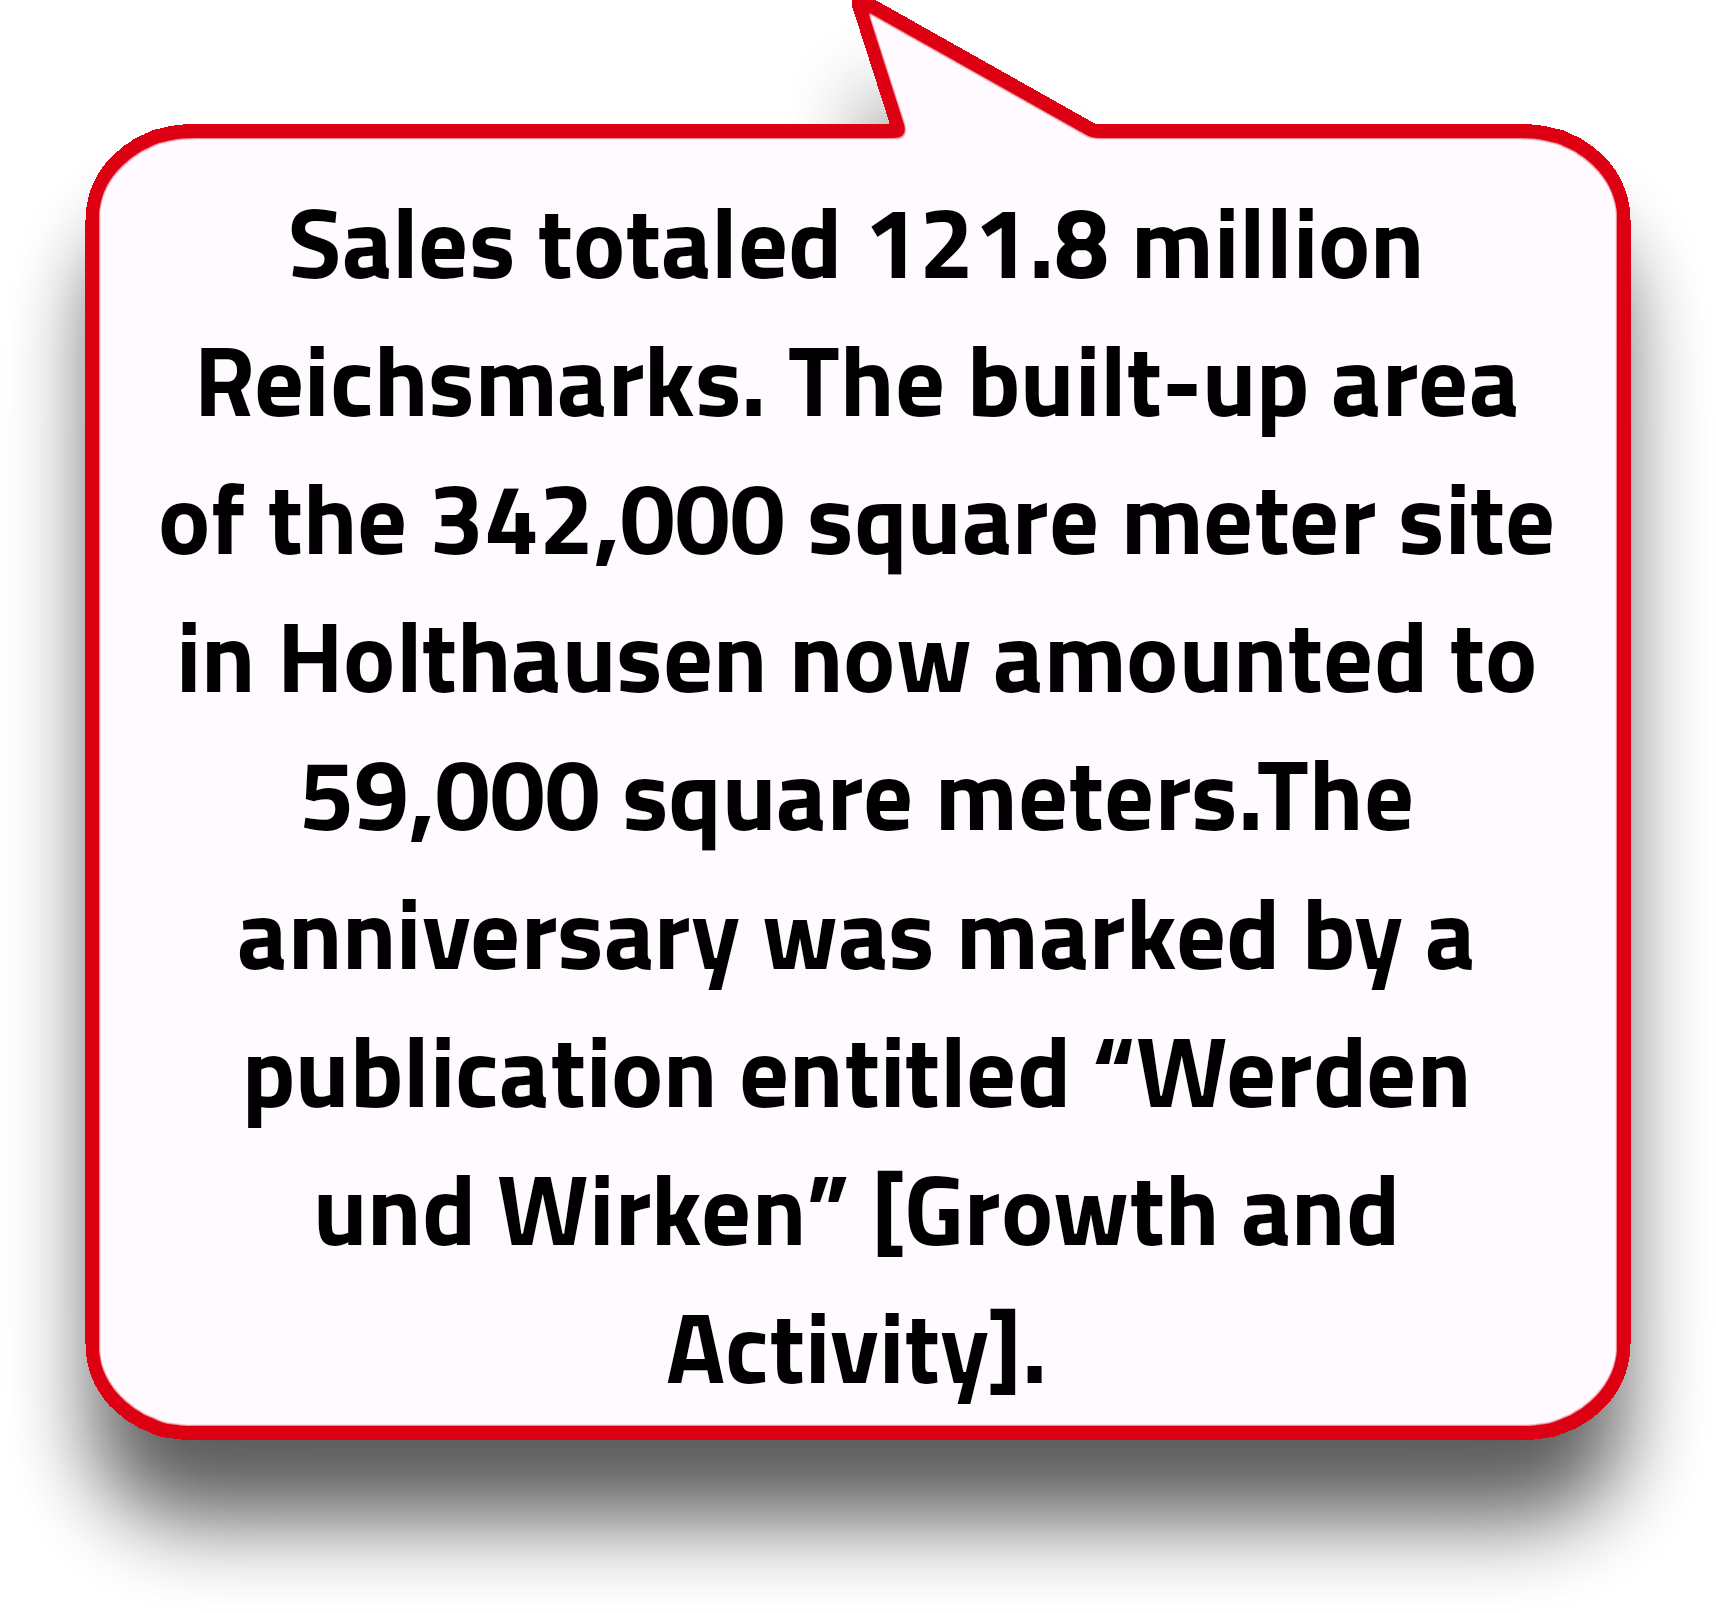 Sales totaled 121.8 million
Reichsmarks. The built-up area
of the 342,000 square meter site
in Holthausen now amounted to
59,000 square meters.The
anniversary was marked by a
publication entitled “Werden
und Wirken” [Growth and
Activity].